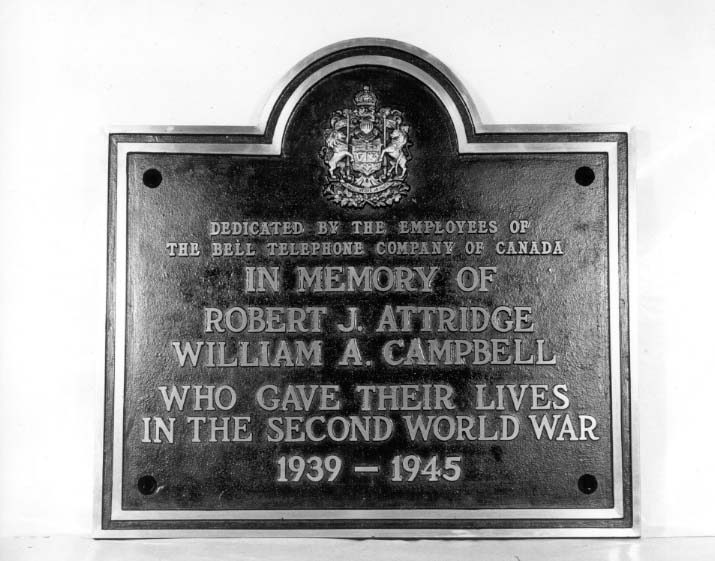 DEDICATED BY THE EMPLOYEES OF
THE BELL TELEPHONE COMPANY OF CANADA
IN MEMORY OF
ROBERT J. ATTRIDGE
WILLIAM A. CAMPBELL
WHO GAVE THEIR LIVES
IN THE SECOND WORLD WAR
1939 – 1945